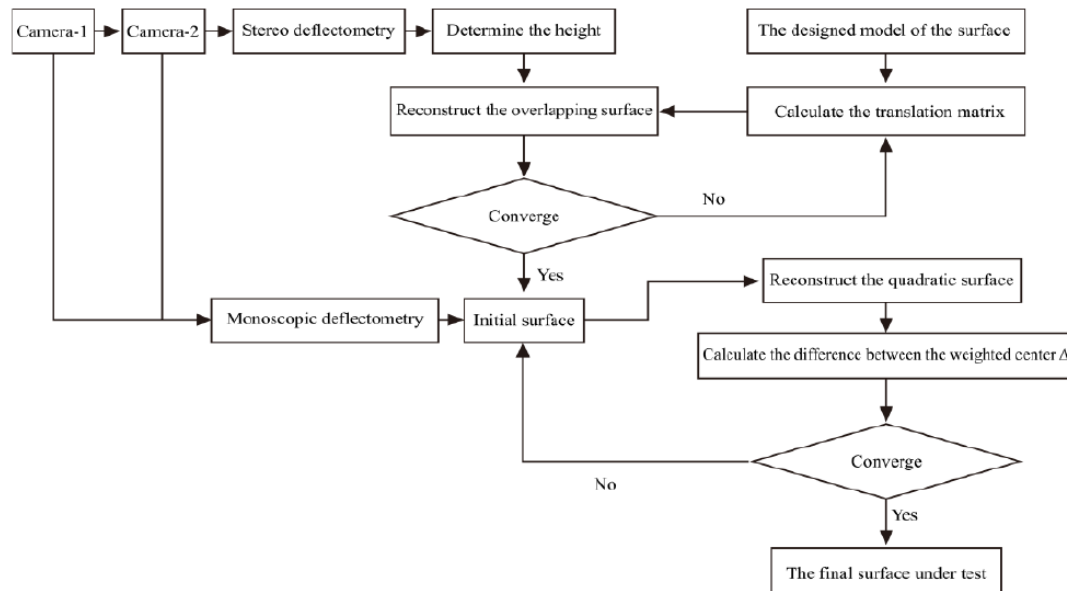 Camera-1
Camera-2
Stereo deflectometry
Determine the height
The designed model of the surface
Reconstruct the overlapping surface
Calculate the translation matrix
Converge
No
Yes
Monoscopic deflectometry
Initial surface
Reconstruct the quadratic surface
Calculate the difference between the weighted center Δ
Converge
No
Yes
The final surface under test